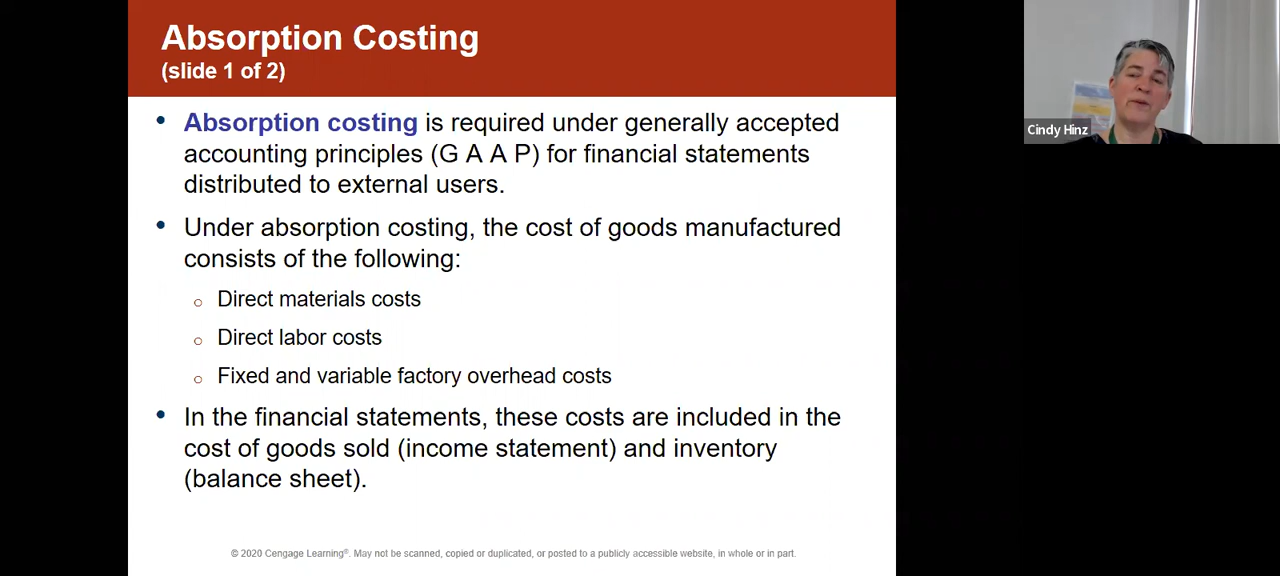 Absorption Costing
(slide 1 of 2)
• Absorption costing is required under generally accepted
accounting principles (G A A P) for financial statements
distributed to external users.
• Under absorption costing, the cost of goods manufactured
consists of the following:
o Direct materials costs
o Direct labor costs
o Fixed and variable factory overhead costs
• In the financial statements, these costs are included in the
cost of goods sold (income statement) and inventory
(balance sheet).
© 2020 Cengage Learning®. May not be scanned, copied or duplicated, or posted to a publicly accessible website, in whole or in part.
Cindy Hinz